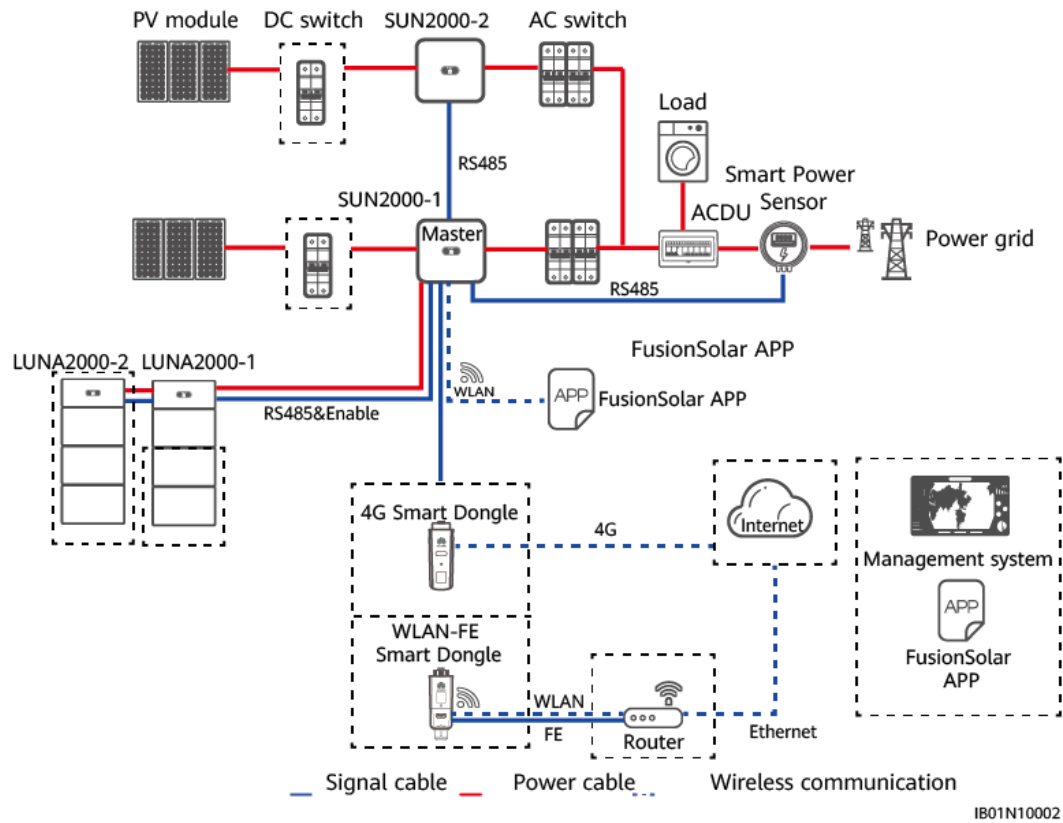 PV module
DC switch
SUN2000-2
AC switch
RS485
Load
SUN2000-1
Smart Power
Sensor
Master
ACDU
Power grid
RS485
LUNA2000-2
LUNA2000-1
FusionSolar APP
RS485&Enable
WLAN
APP
FusionSolar APP
4G Smart Dongle
4G
Internet
Management system
APP
FusionSolar
APP
WLAN-FE
Smart Dongle
WLAN
FE
Router
Ethernet
Signal cable
Power cable
Wireless communication
IB01N10002